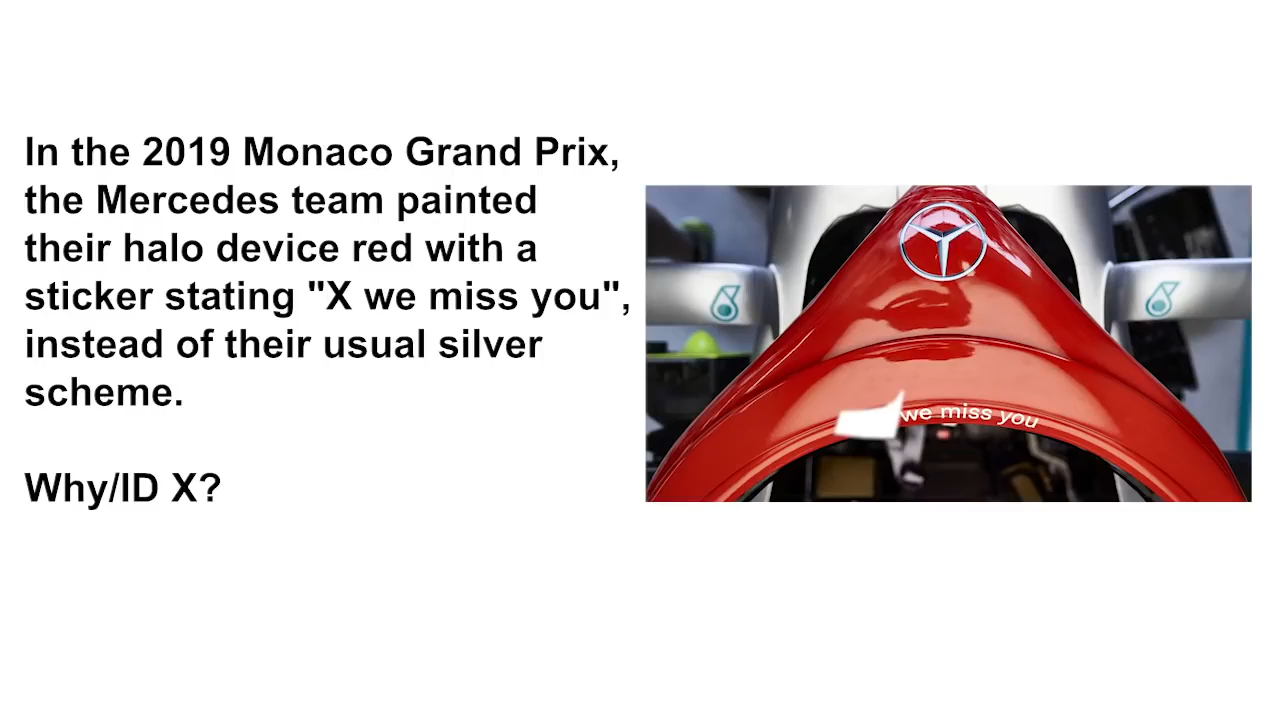 In the 2019 Monaco Grand Prix,
the Mercedes team painted
their halo device red with a
sticker stating "X we miss you",
instead of their usual silver
scheme.
Why/ID X?
we miss you